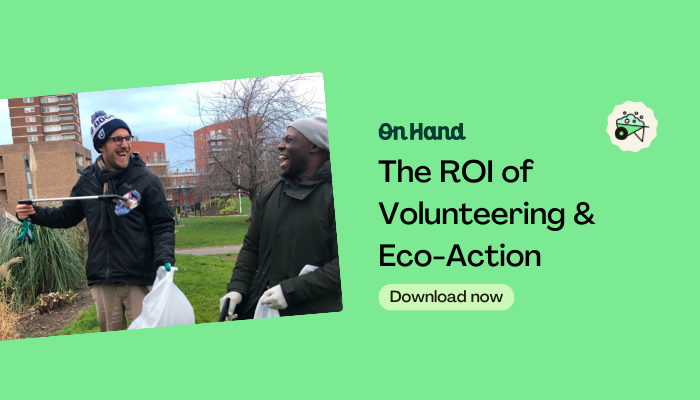 On Hand
The ROI of
Volunteering &
Eco-Action
Download now